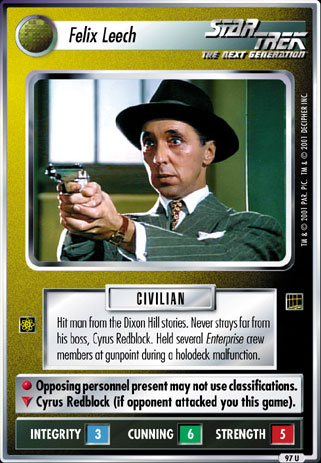 Felix Leech
STAR TREK
THE NEXT GENERATION
TM & © 2001 PAR. PIC. TM & © 2001 DECIPHER INC.
CIVILIAN
Hit man from the Dixon Hill stories. Never strays far from
his boss, Cyrus Redblock. Held several Enterprise crew
members at gunpoint during a holodeck malfunction.
Opposing personnel present may not use classifications.
Cyrus Redblock (if opponent attacked you this game).
INTEGRITY 3 CUNNING 6 STRENGTH 5
97 U